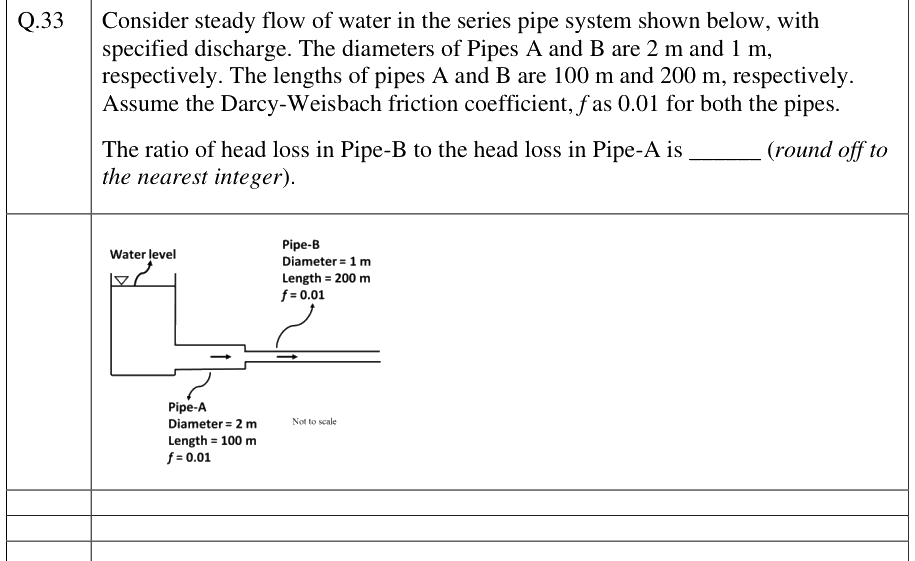 Q.33
Consider steady flow of water in the series pipe system shown below, with
specified discharge. The diameters of Pipes A and B are 2 m and 1 m,
respectively. The lengths of pipes A and B are 100 m and 200 m, respectively.
Assume the Darcy-Weisbach friction coefficient, f as 0.01 for both the pipes.
The ratio of head loss in Pipe-B to the head loss in Pipe-A is ______ (round off to
the nearest integer).
Water level
Pipe-B
Diameter = 1 m
Length = 200 m
f = 0.01
Pipe-A
Diameter = 2 m
Length = 100 m
f = 0.01
Not to scale